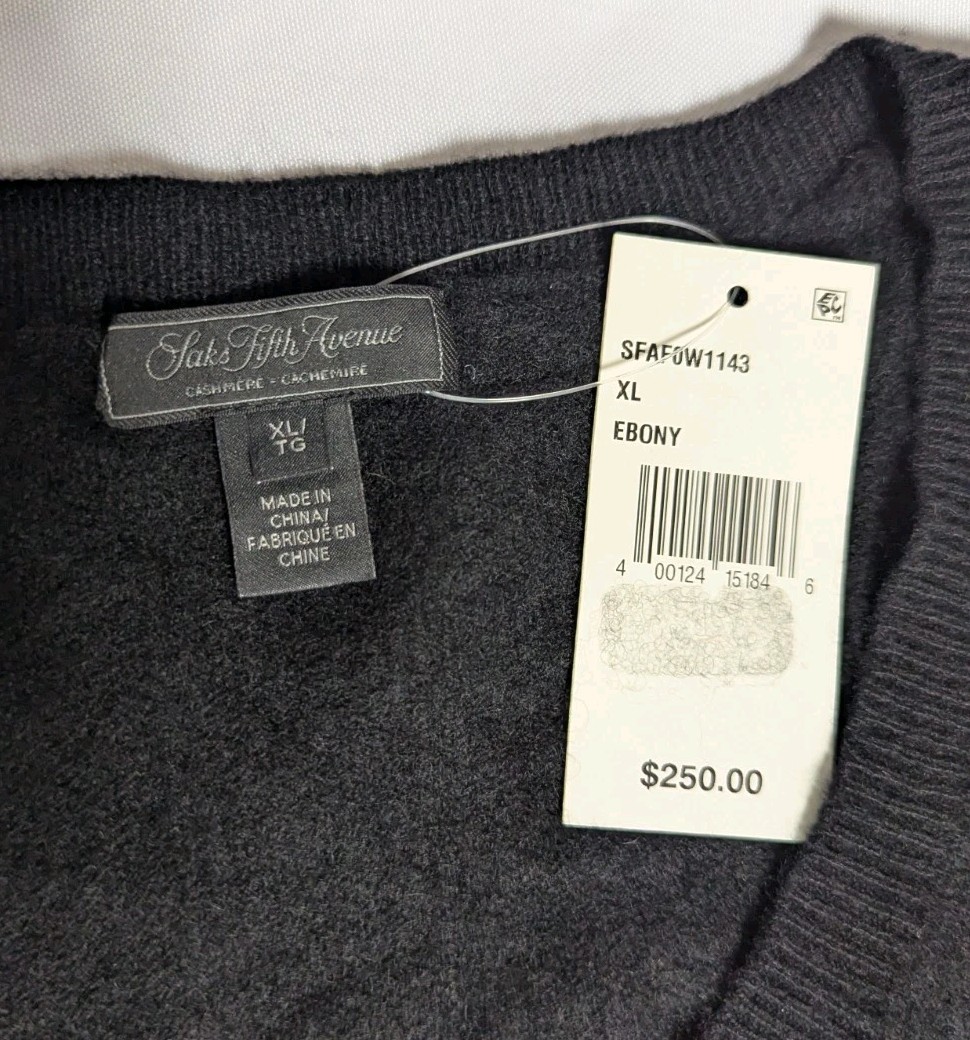 Saks Fifth Avenue
CASHMERE - CACHEMIRE
XL/
TG
MADE IN
CHINA/
FABRIQUÉ EN
CHINE
SFAF0W1143
XL
EBONY
4 00124 15184 6
$250.00